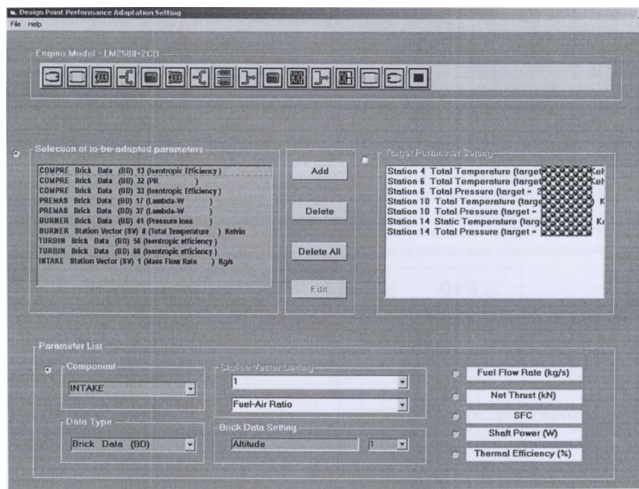 Design Point Performance Adaptation Setting
File Help
Engine Model - LM2500-2CB
Selection of to-be-adapted parameters
COMPRE Brick Data (BD) 13 (Isentropic Efficiency)
COMPRE Brick Data (BD) 32 (PR )
COMPRE Brick Data (BD) 33 (Isentropic Efficiency)
PREMAS Brick Data (BD) 17 (Lambda-W )
PREMAS Brick Data (BD) 37 (Lambda-W )
BURNER Brick Data (BD) 41 (Pressure loss )
BURNER Station Vector (SV) 8 (Total Temperature ) Kelvin
TURBIN Brick Data (BD) 56 (Isentropic efficiency)
TURBIN Brick Data (BD) 66 (Isentropic efficiency)
INTAKE Station Vector (SV) 1 (Mass Flow Rate ) Kg/s
Add
Delete
Delete All
Edit
Target Parameter Setting
Station 4 Total Temperature (target Kel
Station 6 Total Temperature (target Kel
Station 6 Total Pressure (target = 2
Station 10 Total Temperature (targe K
Station 10 Total Pressure (target =
Station 14 Static Temperature (targe K
Station 14 Total Pressure (target =
Parameter List
Component
INTAKE
Data Type
Brick Data (BD)
Station Vector Setting
1
Fuel-Air Ratio
Brick Data Setting
Altitude 1
Fuel Flow Rate (kg/s)
Net Thrust (kN)
SFC
Shaft Power (W)
Thermal Efficiency (%)